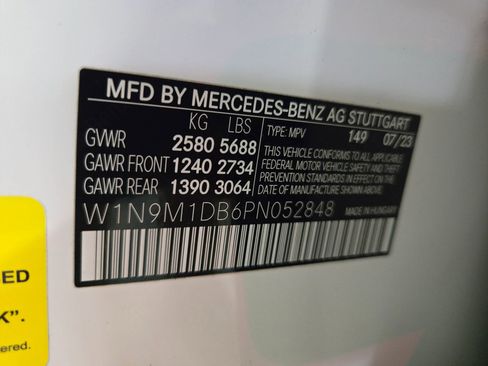 MFD BY MERCEDES-BENZ AG STUTTGART
KG LBS
TYPE: MPV 149 07/23
GVWR 2580 5688
GAWR FRONT 1240 2734
GAWR REAR 1390 3064
THIS VEHICLE CONFORMS TO ALL APPLICABLE
FEDERAL MOTOR VEHICLE SAFETY AND THEFT
PREVENTION STANDARDS IN EFFECT ON THE
DATE OF MANUFACTURE SHOWN ABOVE.
W1N9M1DB6PN052848 MADE IN HUNGARY
SED
K”.
ered.